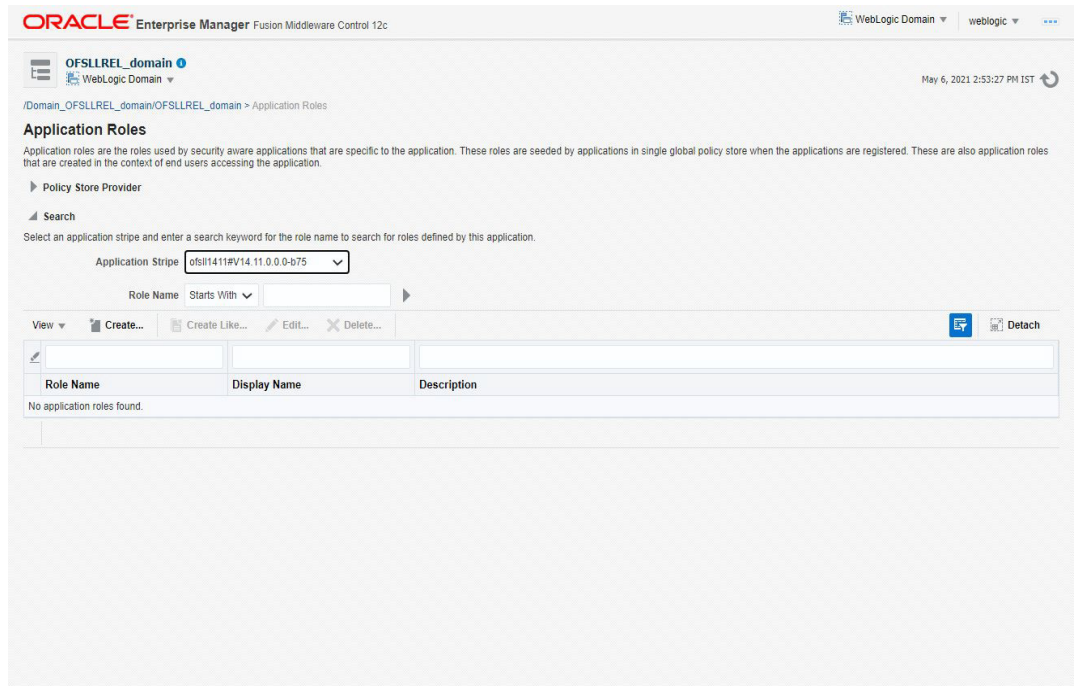 ORACLE Enterprise Manager Fusion Middleware Control 12c
WebLogic Domain
weblogic
OFSLLREL_domain
WebLogic Domain
May 6, 2021 2:53:27 PM IST
/Domain_OFSLLREL_domain/OFSLLREL_domain > Application Roles
Application Roles
Application roles are the roles used by security aware applications that are specific to the application. These roles are seeded by applications in single global policy store when the applications are registered. These are also application roles
that are created in the context of end users accessing the application.
Policy Store Provider
Search
Select an application stripe and enter a search keyword for the role name to search for roles defined by this application.
Application Stripe ofsll1411#V14.11.0.0.0-b75
Role Name Starts With
View Create... Create Like... Edit... Delete... Detach
Role Name Display Name Description
No application roles found.